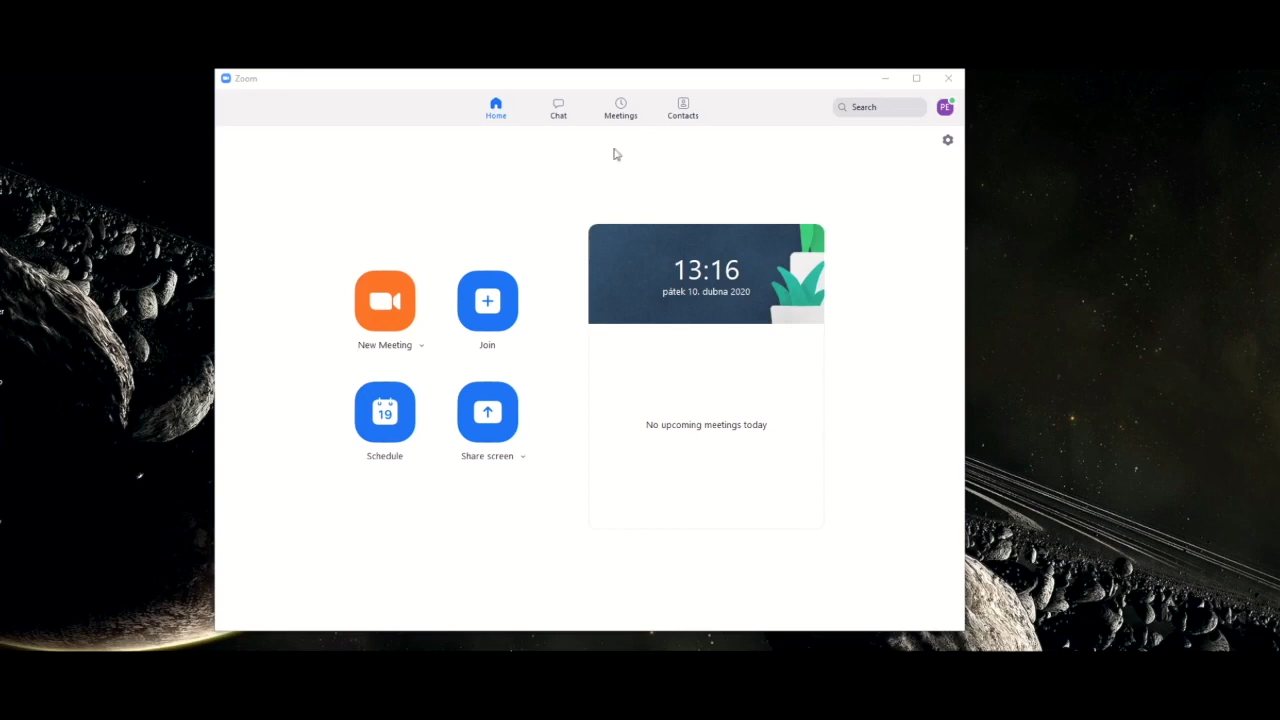 Zoom
Home
Chat
Meetings
Contacts
Search
PE
13:16
pátek 10. dubna 2020
New Meeting
Join
19
Schedule
Share screen
No upcoming meetings today